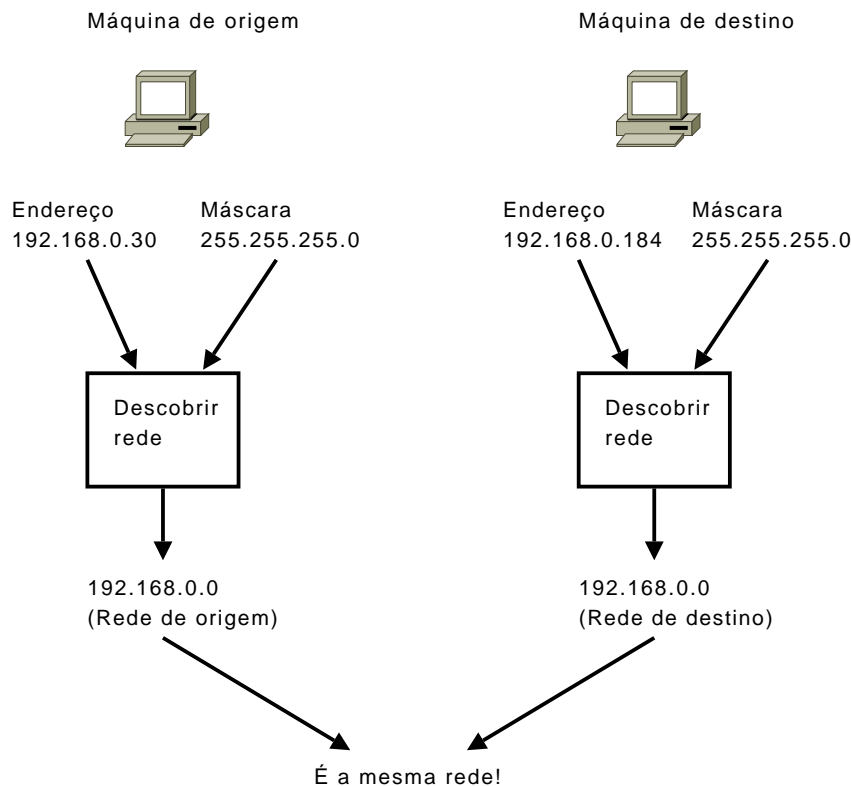 Máquina de origem
Máquina de destino
Endereço
192.168.0.30
Máscara
255.255.255.0
Endereço
192.168.0.184
Máscara
255.255.255.0
Descobrir
rede
Descobrir
rede
192.168.0.0
(Rede de origem)
192.168.0.0
(Rede de destino)
É a mesma rede!